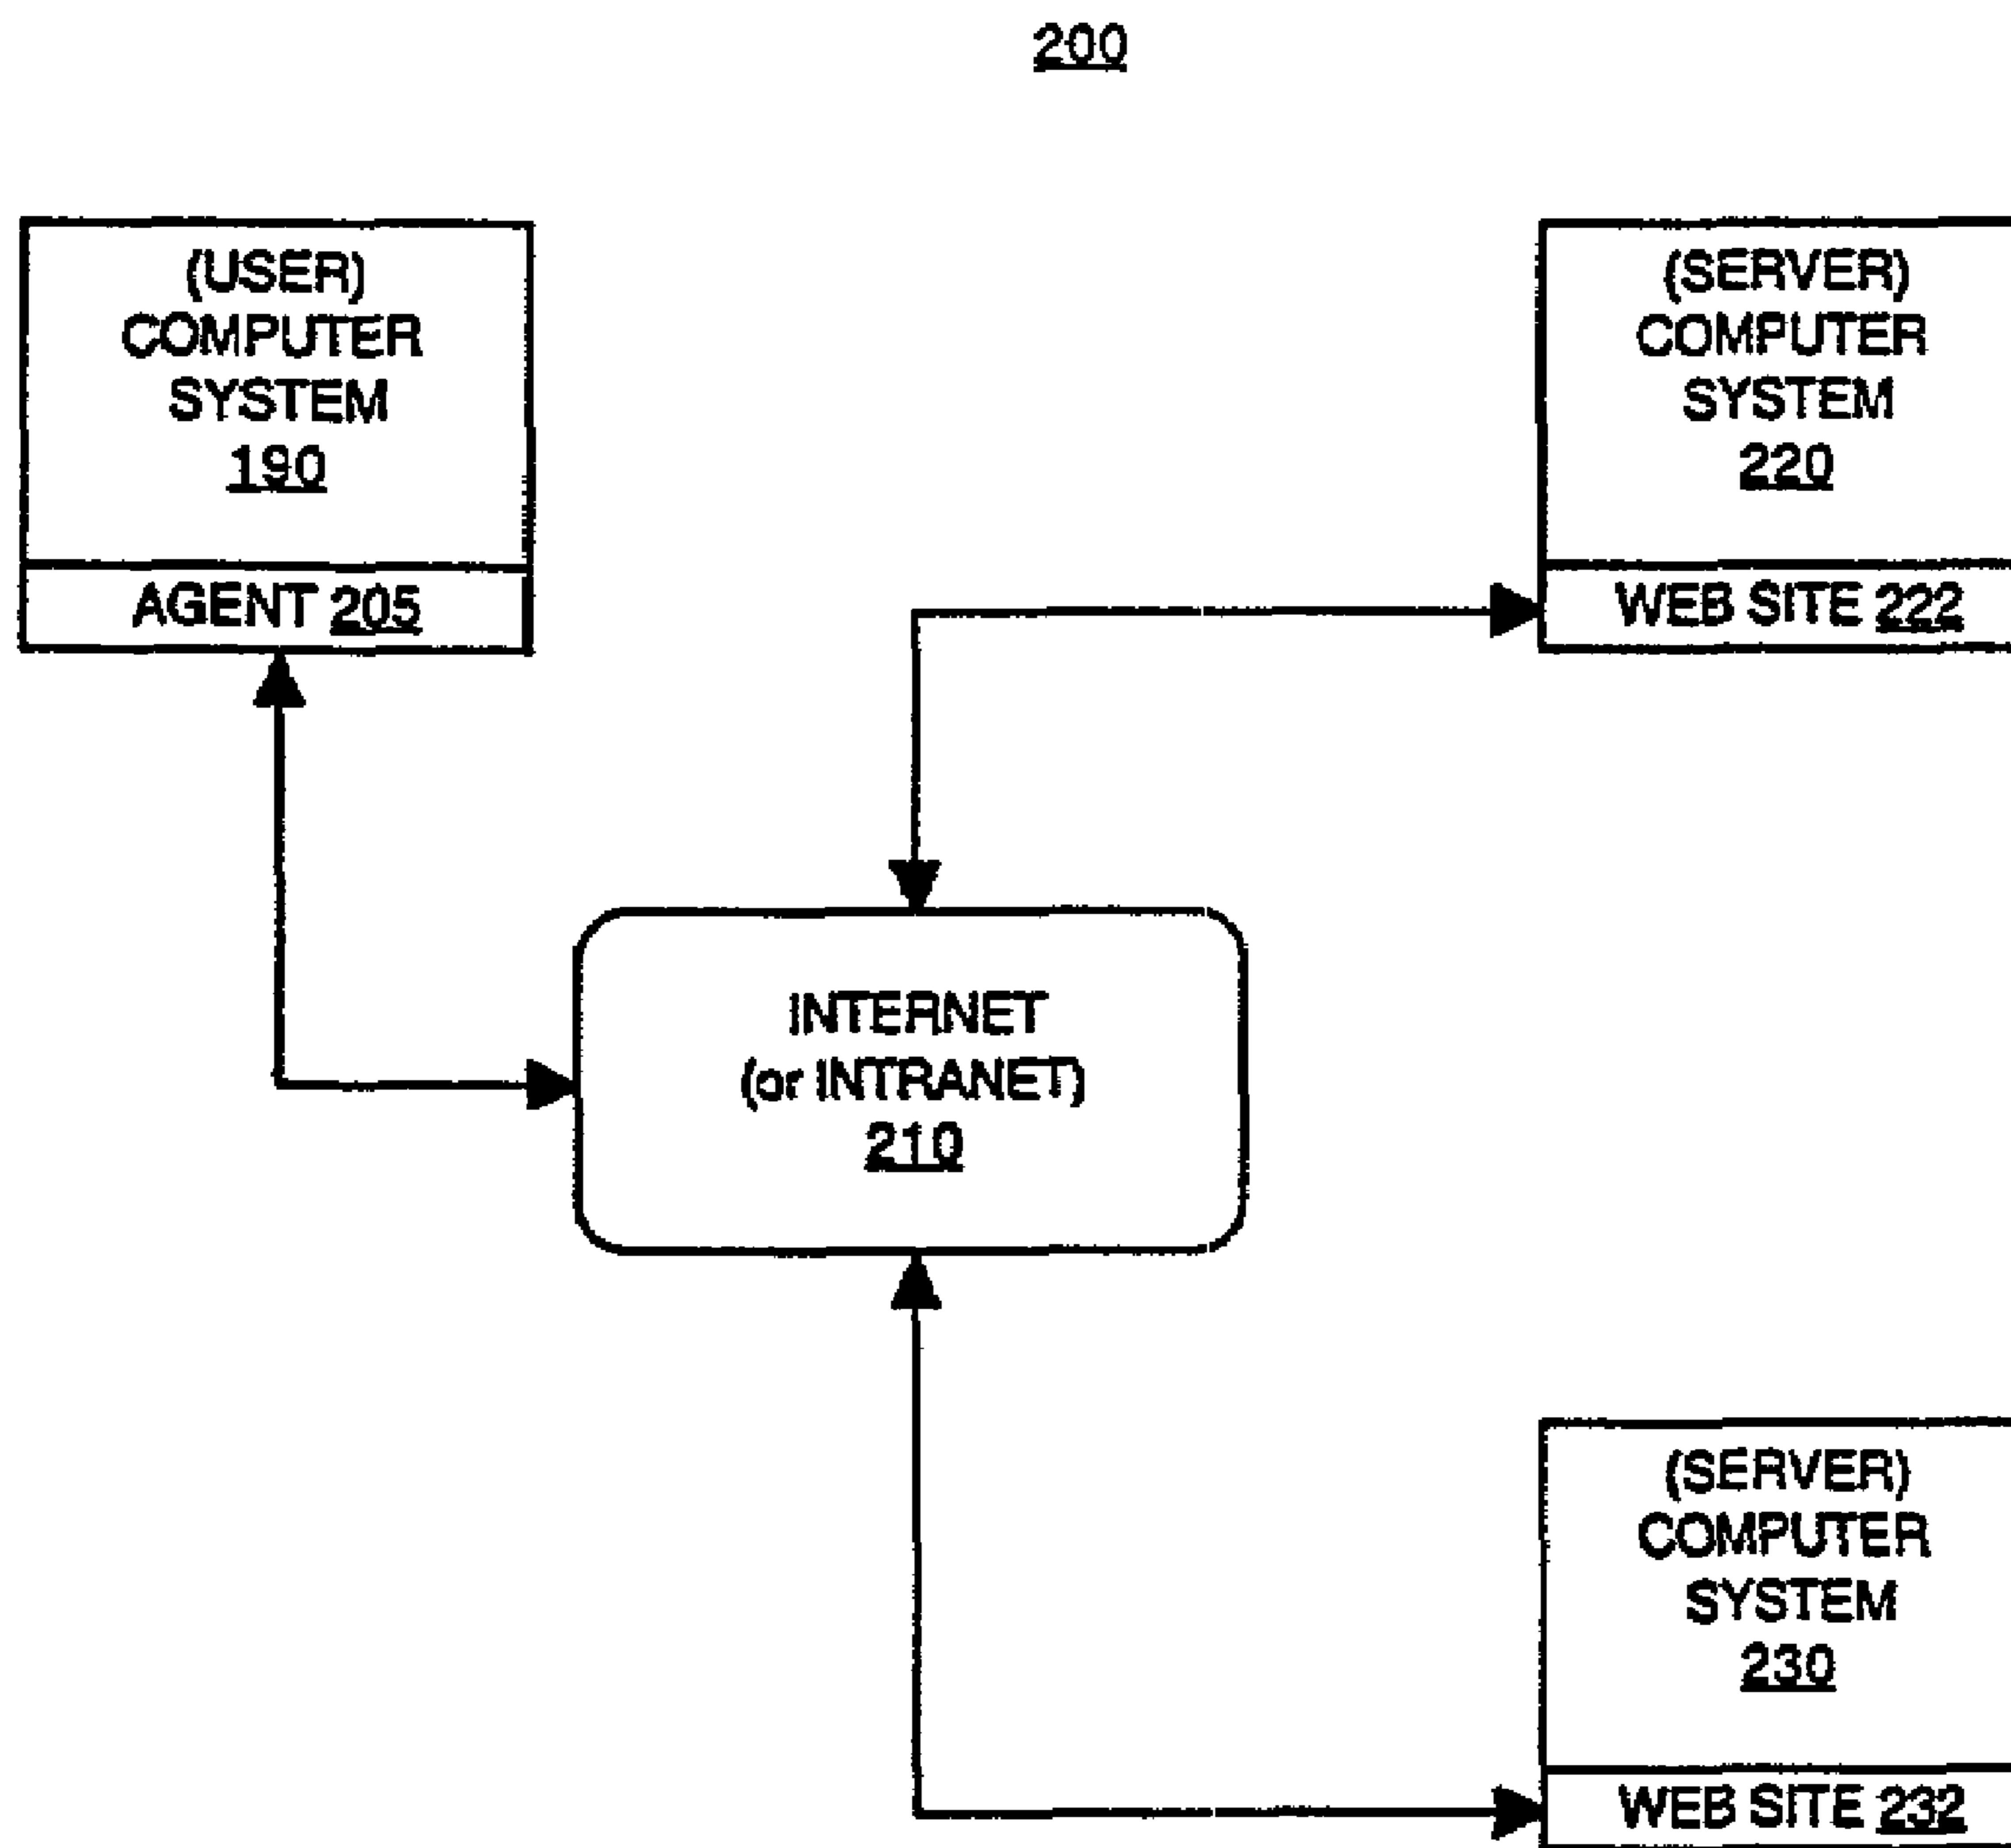 200
(USER)
COMPUTER
SYSTEM
190
AGENT 205
(SERVER)
COMPUTER
SYSTEM
220
WEB SITE 222
INTERNET
(or INTRANET)
210
(SERVER)
COMPUTER
SYSTEM
230
WEB SITE 232